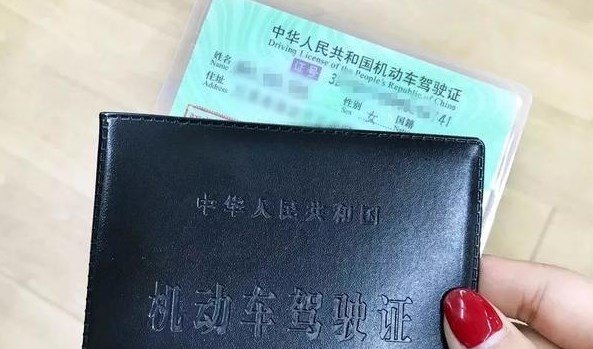 中华人民共和国机动车驾驶证
Driving License of the People's Republic of China
姓名
Name
证号
住址
性别
Sex
女
国籍
41
中华人民共和国
机动车驾驶证